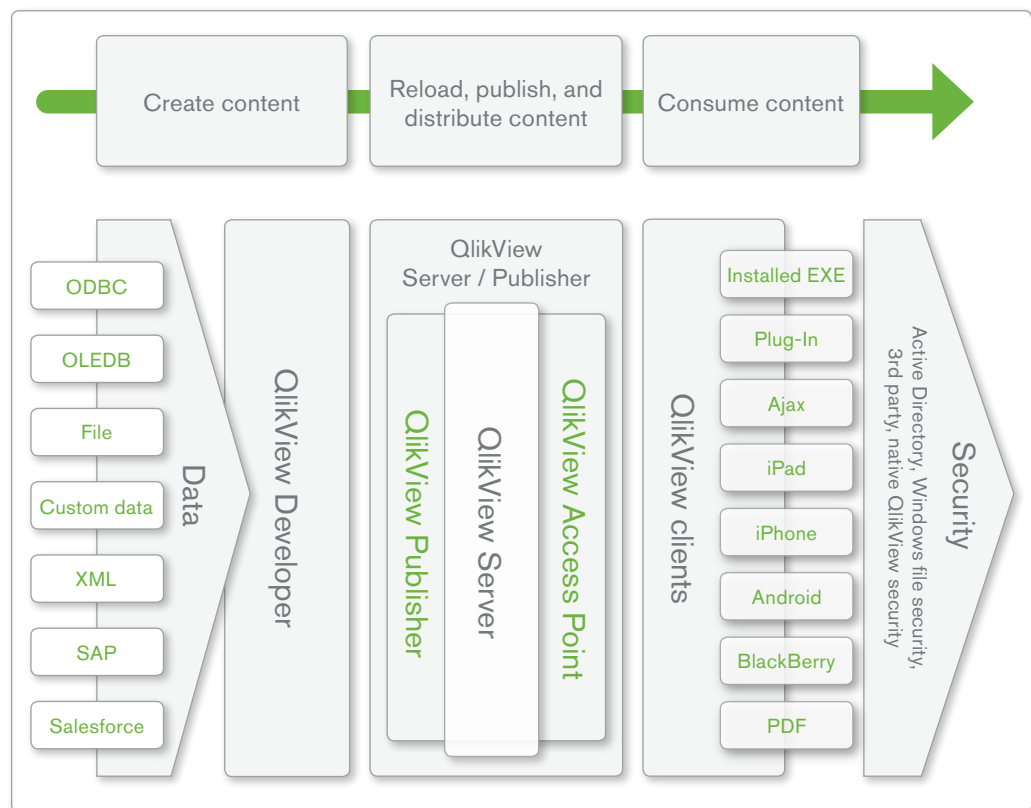 Create content
Reload, publish, and
distribute content
Consume content
ODBC
OLEDB
File
Custom data
XML
SAP
Salesforce
Data
QlikView Developer
QlikView
Server / Publisher
QlikView Publisher
QlikView Server
QlikView Access Point
QlikView clients
Installed EXE
Plug-In
Ajax
iPad
iPhone
Android
BlackBerry
PDF
Security
Active Directory, Windows file security,
3rd party, native QlikView security